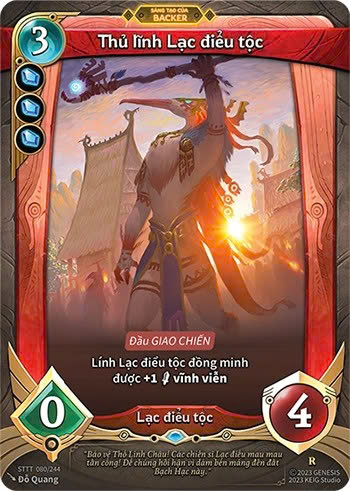 SÁNG TẠO CỦA
BACKER
3
Thủ lĩnh Lạc điểu tộc
Đầu GIAO CHIẾN
Lính Lạc điểu tộc đồng minh
được +1 vĩnh viễn
0
Lạc điểu tộc
4
STTT 080/244
Đỗ Quang
"Bảo vệ Thỏ Linh Châu! Các chiến sĩ Lạc điểu mau mau
tấn công! Để chúng hối hận vì dám bén mảng đến đất
Bạch Hạc này."
R
© 2023 GENESIS
2023 KEIG Studio